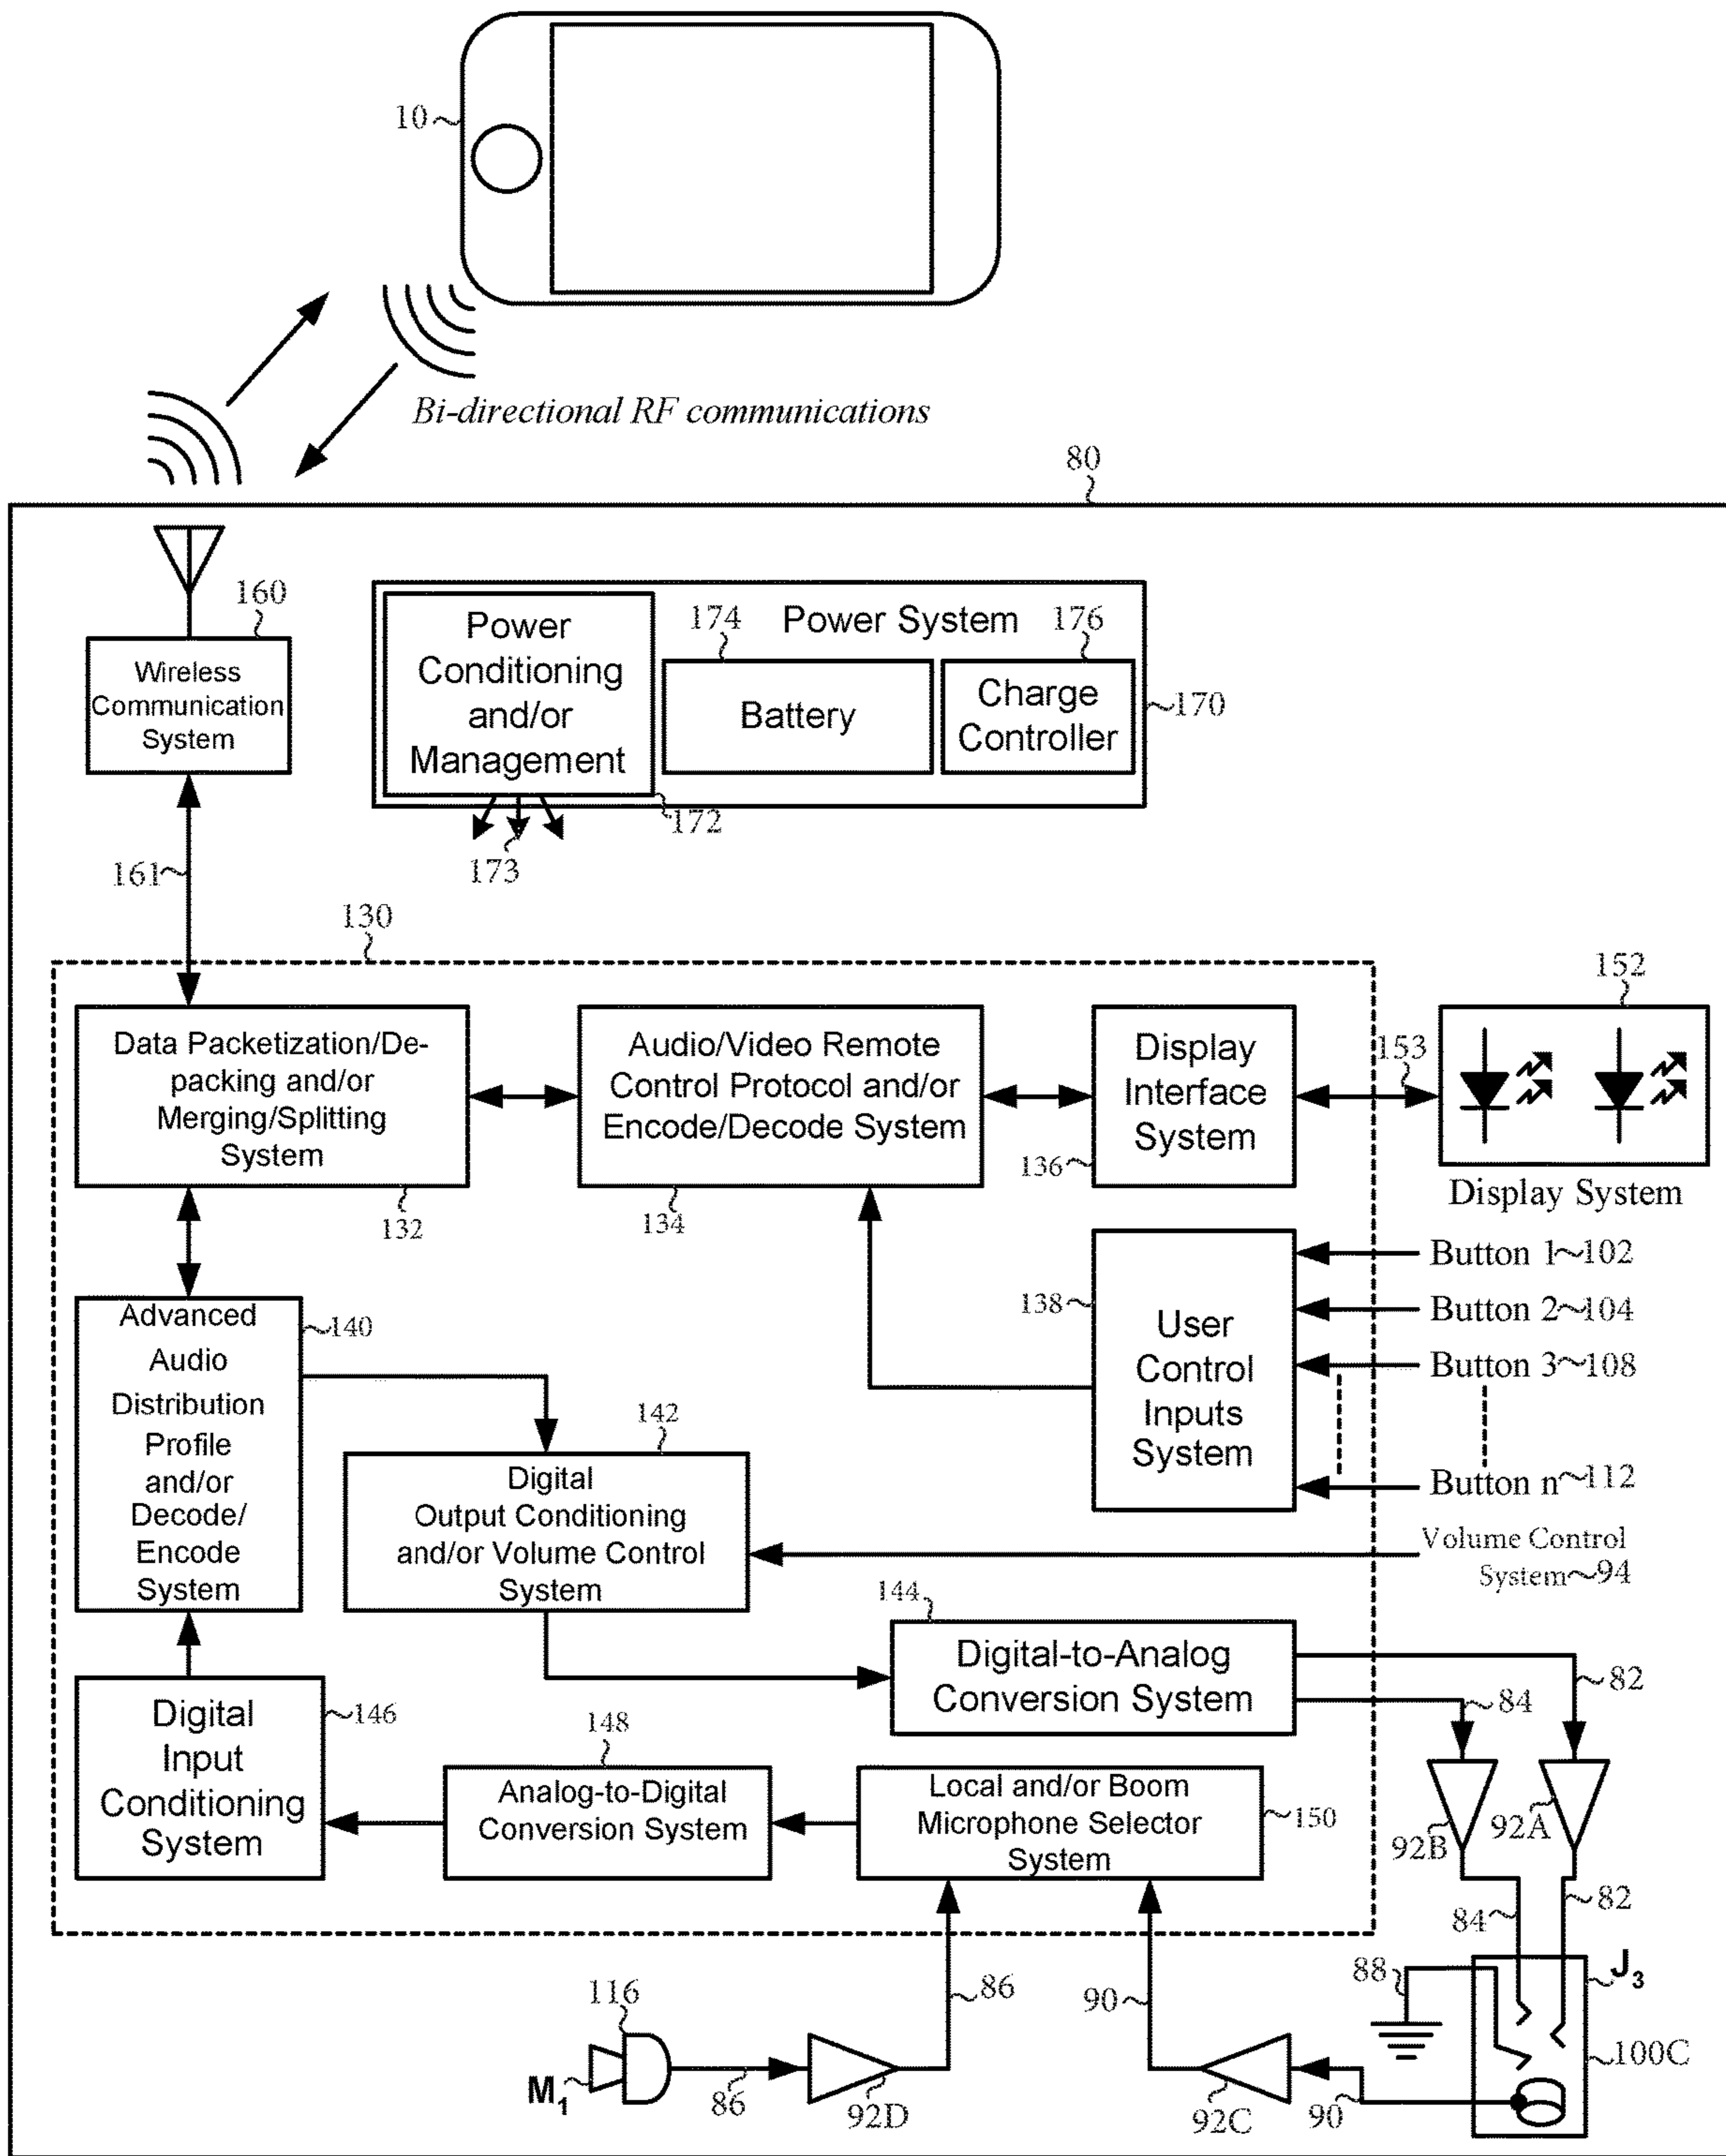 10
Bi-directional RF communications
80
160
Wireless
Communication
System
Power
Conditioning
and/or
Management
174
Power System
176
Battery
Charge
Controller
170
172
173
161
130
152
Data Packetization/De-
packing and/or
Merging/Splitting
System
132
Audio/Video Remote
Control Protocol and/or
Encode/Decode System
134
Display
Interface
System
136
153
Display System
138
User
Control
Inputs
System
Button 1~102
Button 2~104
Button 3~108
Button n~112
Advanced
Audio
Distribution
Profile
and/or
Decode/
Encode
System
140
142
Digital
Output Conditioning
and/or Volume Control
System
Volume Control
System~94
144
Digital-to-Analog
Conversion System
82
84
Digital
Input
Conditioning
System
146
148
Analog-to-Digital
Conversion System
Local and/or Boom
Microphone Selector
System
150
92B
92A
84
82
88
J3
116
86
90
M1
86
92D
92C
90
100C